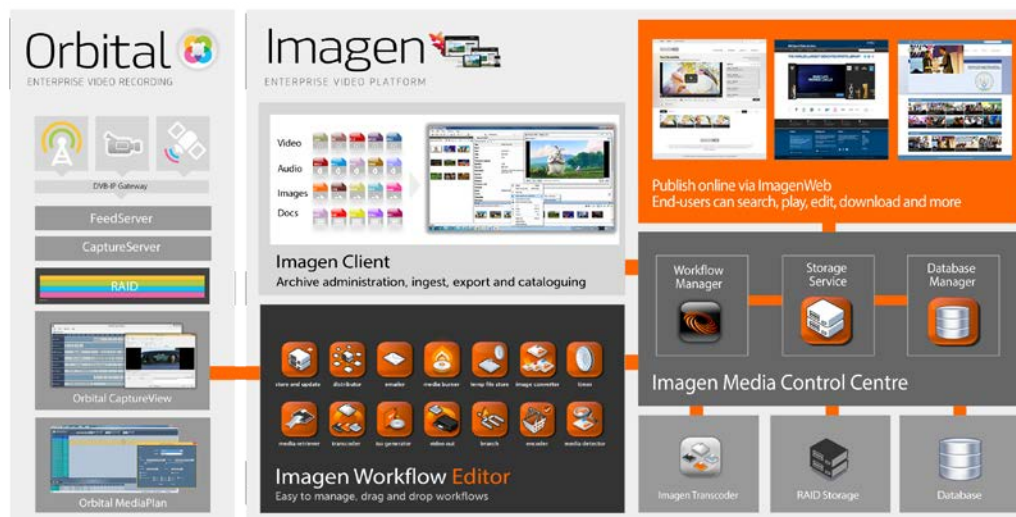 Orbital
ENTERPRISE VIDEO RECORDING
DVB-IP Gateway
FeedServer
CaptureServer
RAID
Orbital CaptureView
Orbital MediaPlan
Imagen
ENTERPRISE VIDEO PLATFORM
Video
Audio
Images
Docs
Imagen Client
Archive administration, ingest, export and cataloguing
store and update
distributor
emailer
media burner
temp file store
image converter
timer
media retriever
transcoder
video out
branch
encoder
media detector
Imagen Workflow Editor
Easy to manage, drag and drop workflows
Publish online via ImagenWeb
End-users can search, play, edit, download and more
Workflow
Manager
Storage
Service
Database
Manager
Imagen Media Control Centre
Imagen Transcoder
RAID Storage
Database